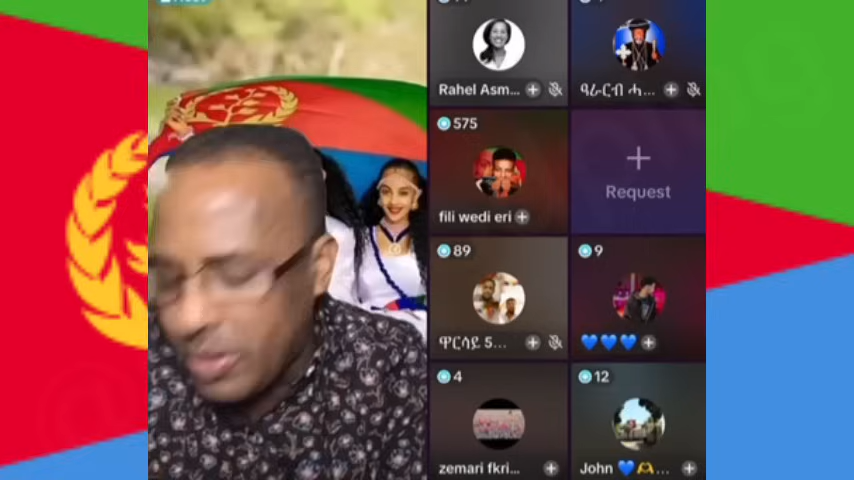 Rahel Asm...
ዓራርብ ሓ...
575
fili wedi eri
Request
89
9
ዋርሳይ 5...
💙💙💙
4
12
zemari fkri...
John 💙🫶...